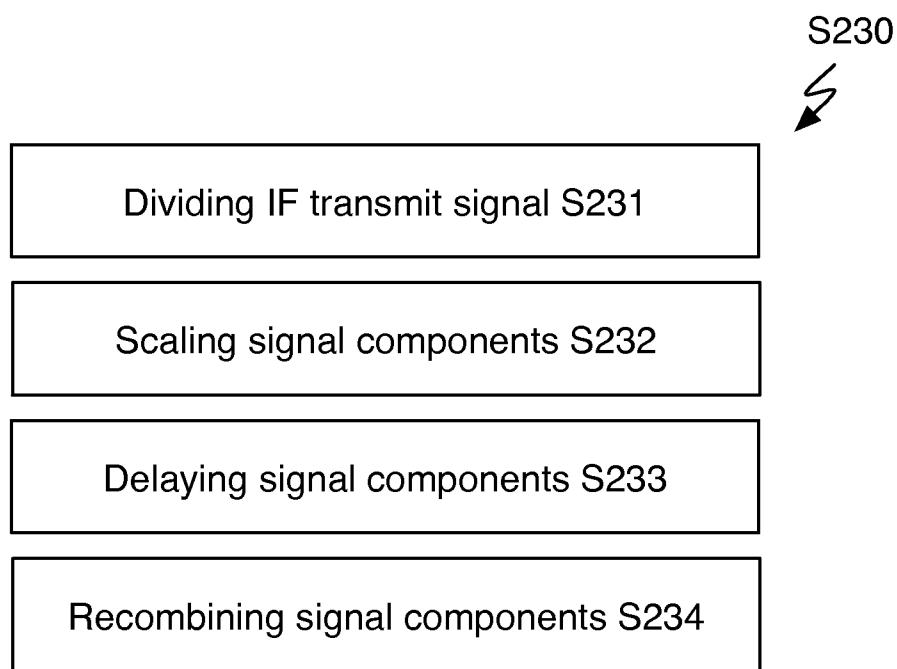 S230
Dividing IF transmit signal S231
Scaling signal components S232
Delaying signal components S233
Recombining signal components S234